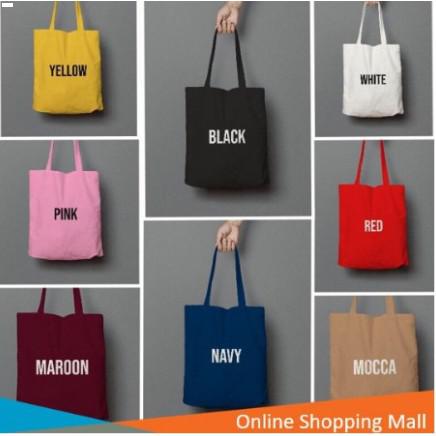 YELLOW
BLACK
WHITE
PINK
RED
MAROON
NAVY
MOCCA
Online Shopping Mall